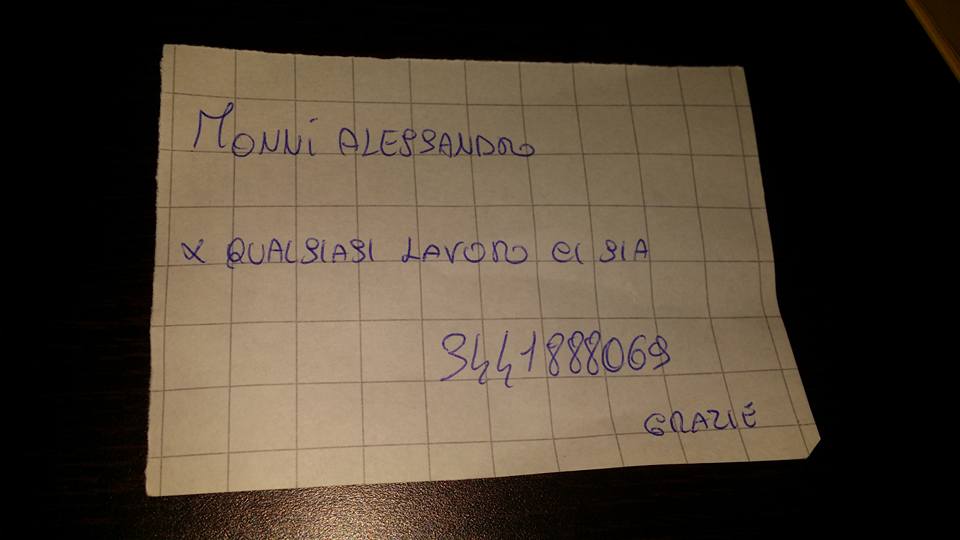 MONNI ALESSANDRO
X QUALSIASI LAVORO CI SIA
3441888069
GRAZIE